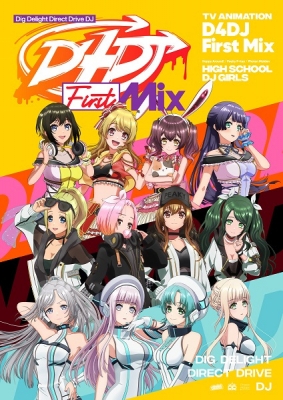 Dig Delight Direct Drive DJ
D4DJ
First Mix
TV ANIMATION
D4DJ
First Mix
HIGH SCHOOL
DJ GIRLS
DIG DELIGHT
DIRECT DRIVE
DJ